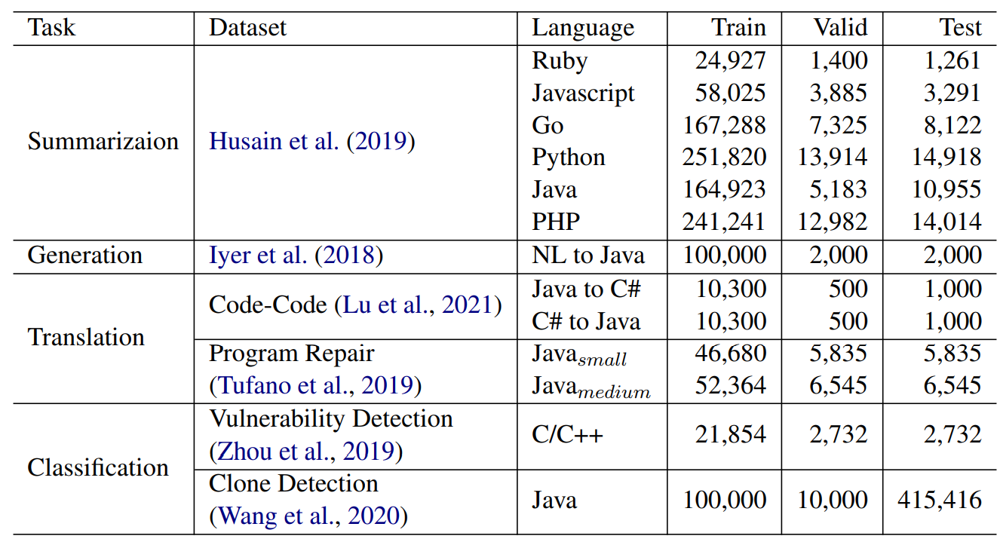 Task Dataset Language Train Valid Test
Summarizaion Husain et al. (2019) Ruby 24,927 1,400 1,261
Javascript 58,025 3,885 3,291
Go 167,288 7,325 8,122
Python 251,820 13,914 14,918
Java 164,923 5,183 10,955
PHP 241,241 12,982 14,014
Generation Iyer et al. (2018) NL to Java 100,000 2,000 2,000
Translation Code-Code (Lu et al., 2021) Java to C# 10,300 500 1,000
C# to Java 10,300 500 1,000
Program Repair Javasmall 46,680 5,835 5,835
(Tufano et al., 2019) Javamedium 52,364 6,545 6,545
Classification Vulnerability Detection C/C++ 21,854 2,732 2,732
(Zhou et al., 2019)
Clone Detection Java 100,000 10,000 415,416
(Wang et al., 2020)